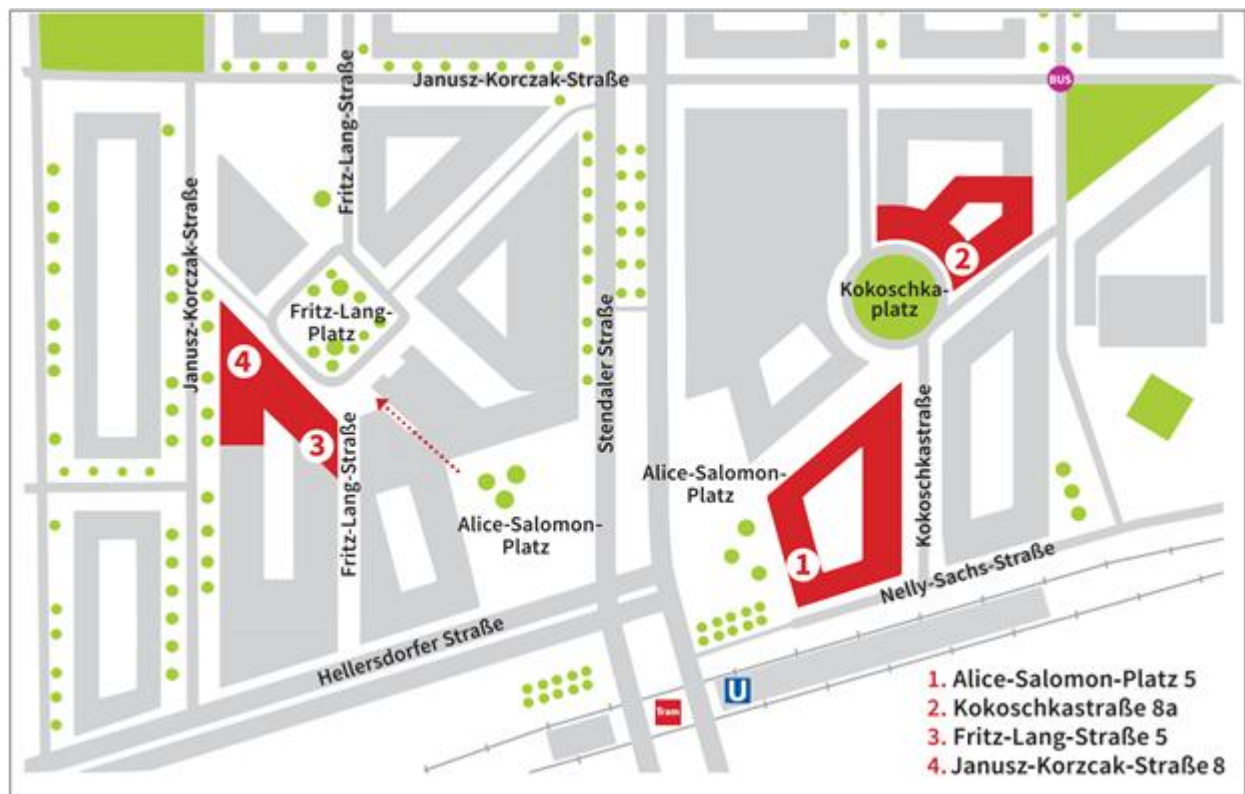 Janusz-Korczak-Straße
BUS
Fritz-Lang-Straße
Janusz-Korczak-Straße
2
Fritz-Lang-
Platz
Kokoschka-
platz
4
Stendaler Straße
3
Fritz-Lang-Straße
Alice-Salomon-
Platz
Kokoschkastraße
Alice-Salomon-
Platz
1
Nelly-Sachs-Straße
Hellersdorfer Straße
U
Tram
1. Alice-Salomon-Platz 5
2. Kokoschkastraße 8a
3. Fritz-Lang-Straße 5
4. Janusz-Korzcak-Straße 8